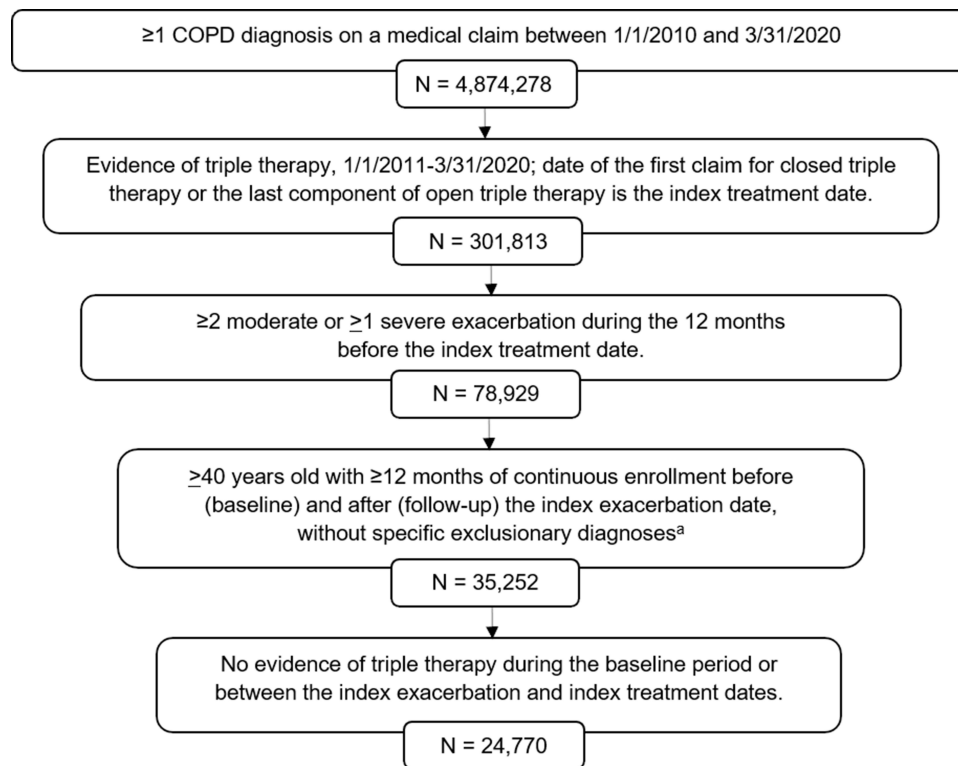 ≥1 COPD diagnosis on a medical claim between 1/1/2010 and 3/31/2020
N = 4,874,278
Evidence of triple therapy, 1/1/2011-3/31/2020; date of the first claim for closed triple
therapy or the last component of open triple therapy is the index treatment date.
N = 301,813
≥2 moderate or >1 severe exacerbation during the 12 months
before the index treatment date.
N = 78,929
>40 years old with ≥12 months of continuous enrollment before
(baseline) and after (follow-up) the index exacerbation date,
without specific exclusionary diagnosesᵃ
N = 35,252
No evidence of triple therapy during the baseline period or
between the index exacerbation and index treatment dates.
N = 24,770